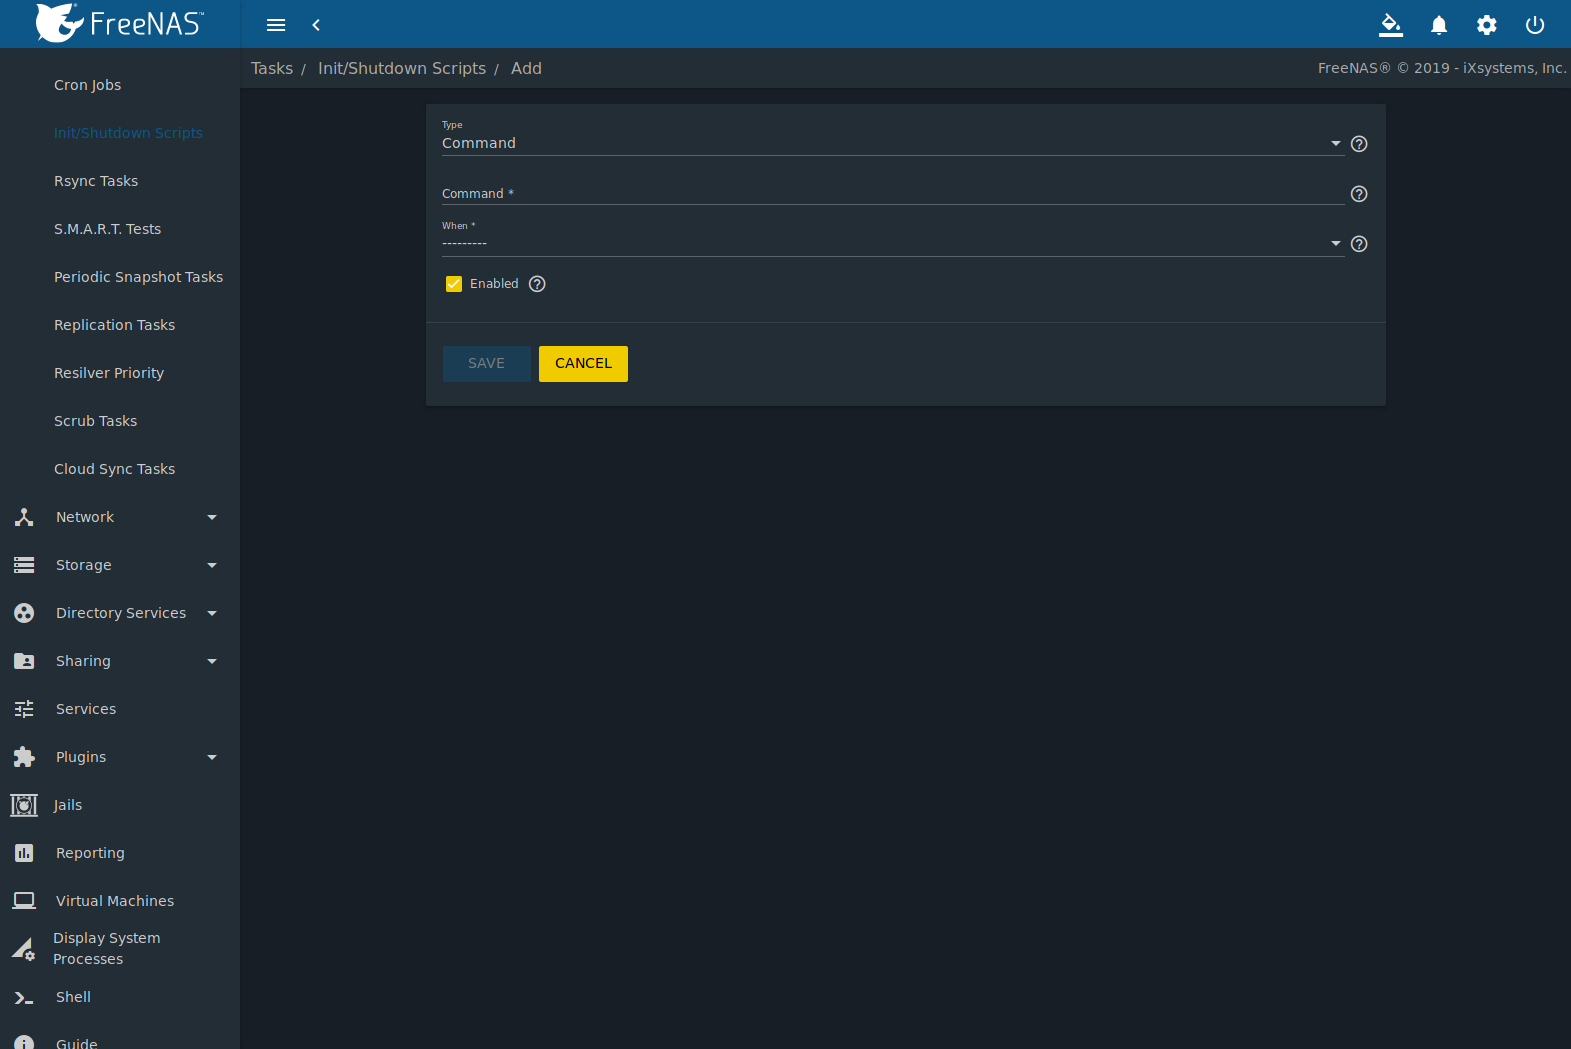 FreeNAS™
Tasks / Init/Shutdown Scripts / Add
FreeNAS® © 2019 - iXsystems, Inc.
Cron Jobs
Init/Shutdown Scripts
Rsync Tasks
S.M.A.R.T. Tests
Periodic Snapshot Tasks
Replication Tasks
Resilver Priority
Scrub Tasks
Cloud Sync Tasks
Network
Storage
Directory Services
Sharing
Services
Plugins
Jails
Reporting
Virtual Machines
Display System
Processes
Shell
Guide
Type
Command
Command *
When *
---------
Enabled
SAVE
CANCEL